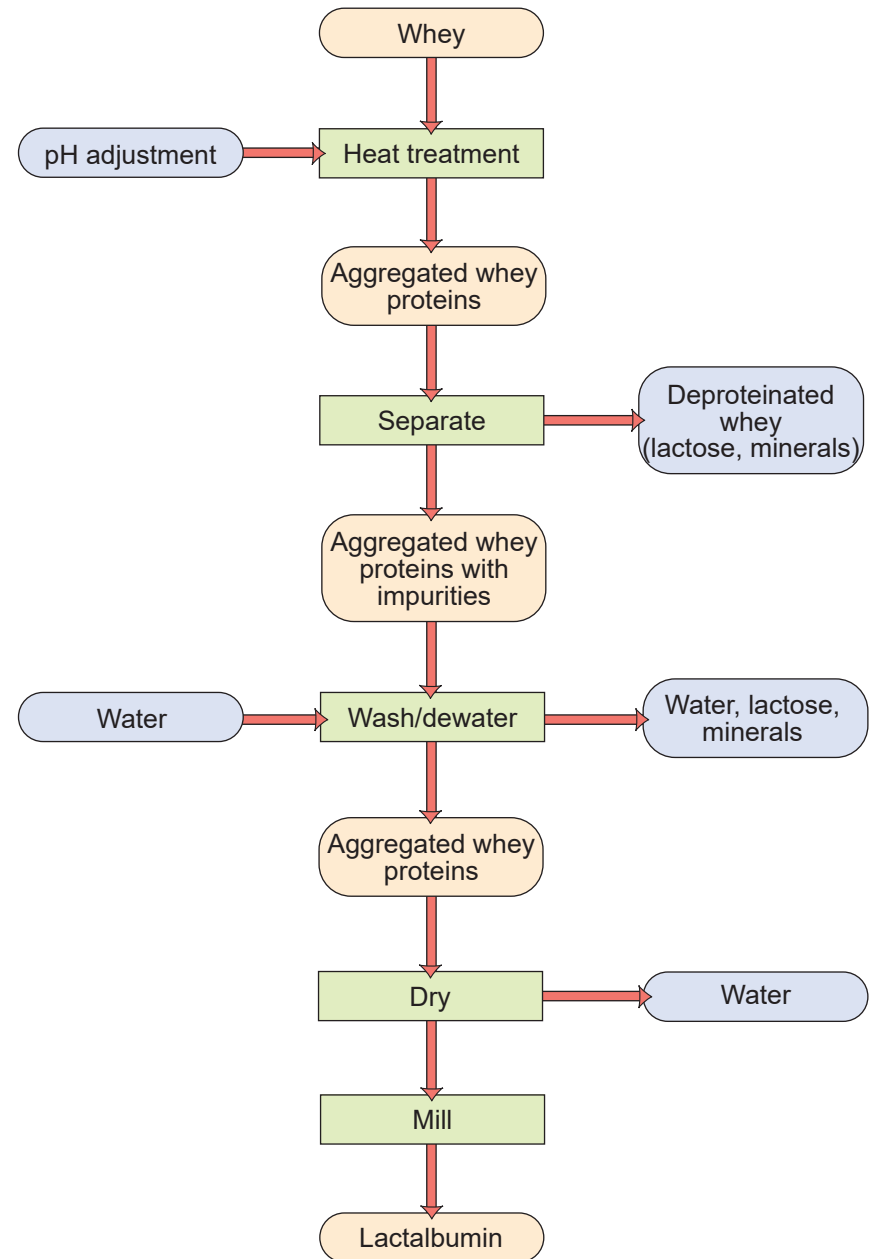 Whey
pH adjustment
Heat treatment
Aggregated whey
proteins
Separate
Deproteinated
whey
(lactose, minerals)
Aggregated whey
proteins with
impurities
Water
Wash/dewater
Water, lactose,
minerals
Aggregated whey
proteins
Dry
Water
Mill
Lactalbumin